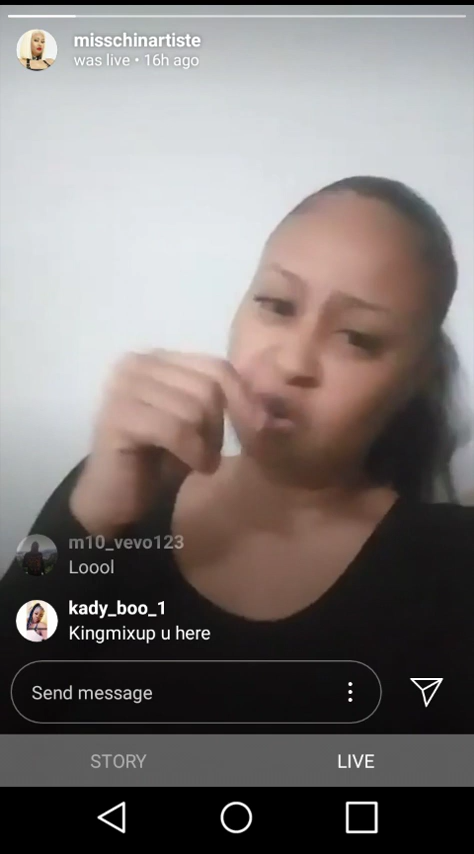 misschinartiste
was live • 16h ago
m10_vevo123
Loool
kady_boo_1
Kingmixup u here
Send message
STORY
LIVE